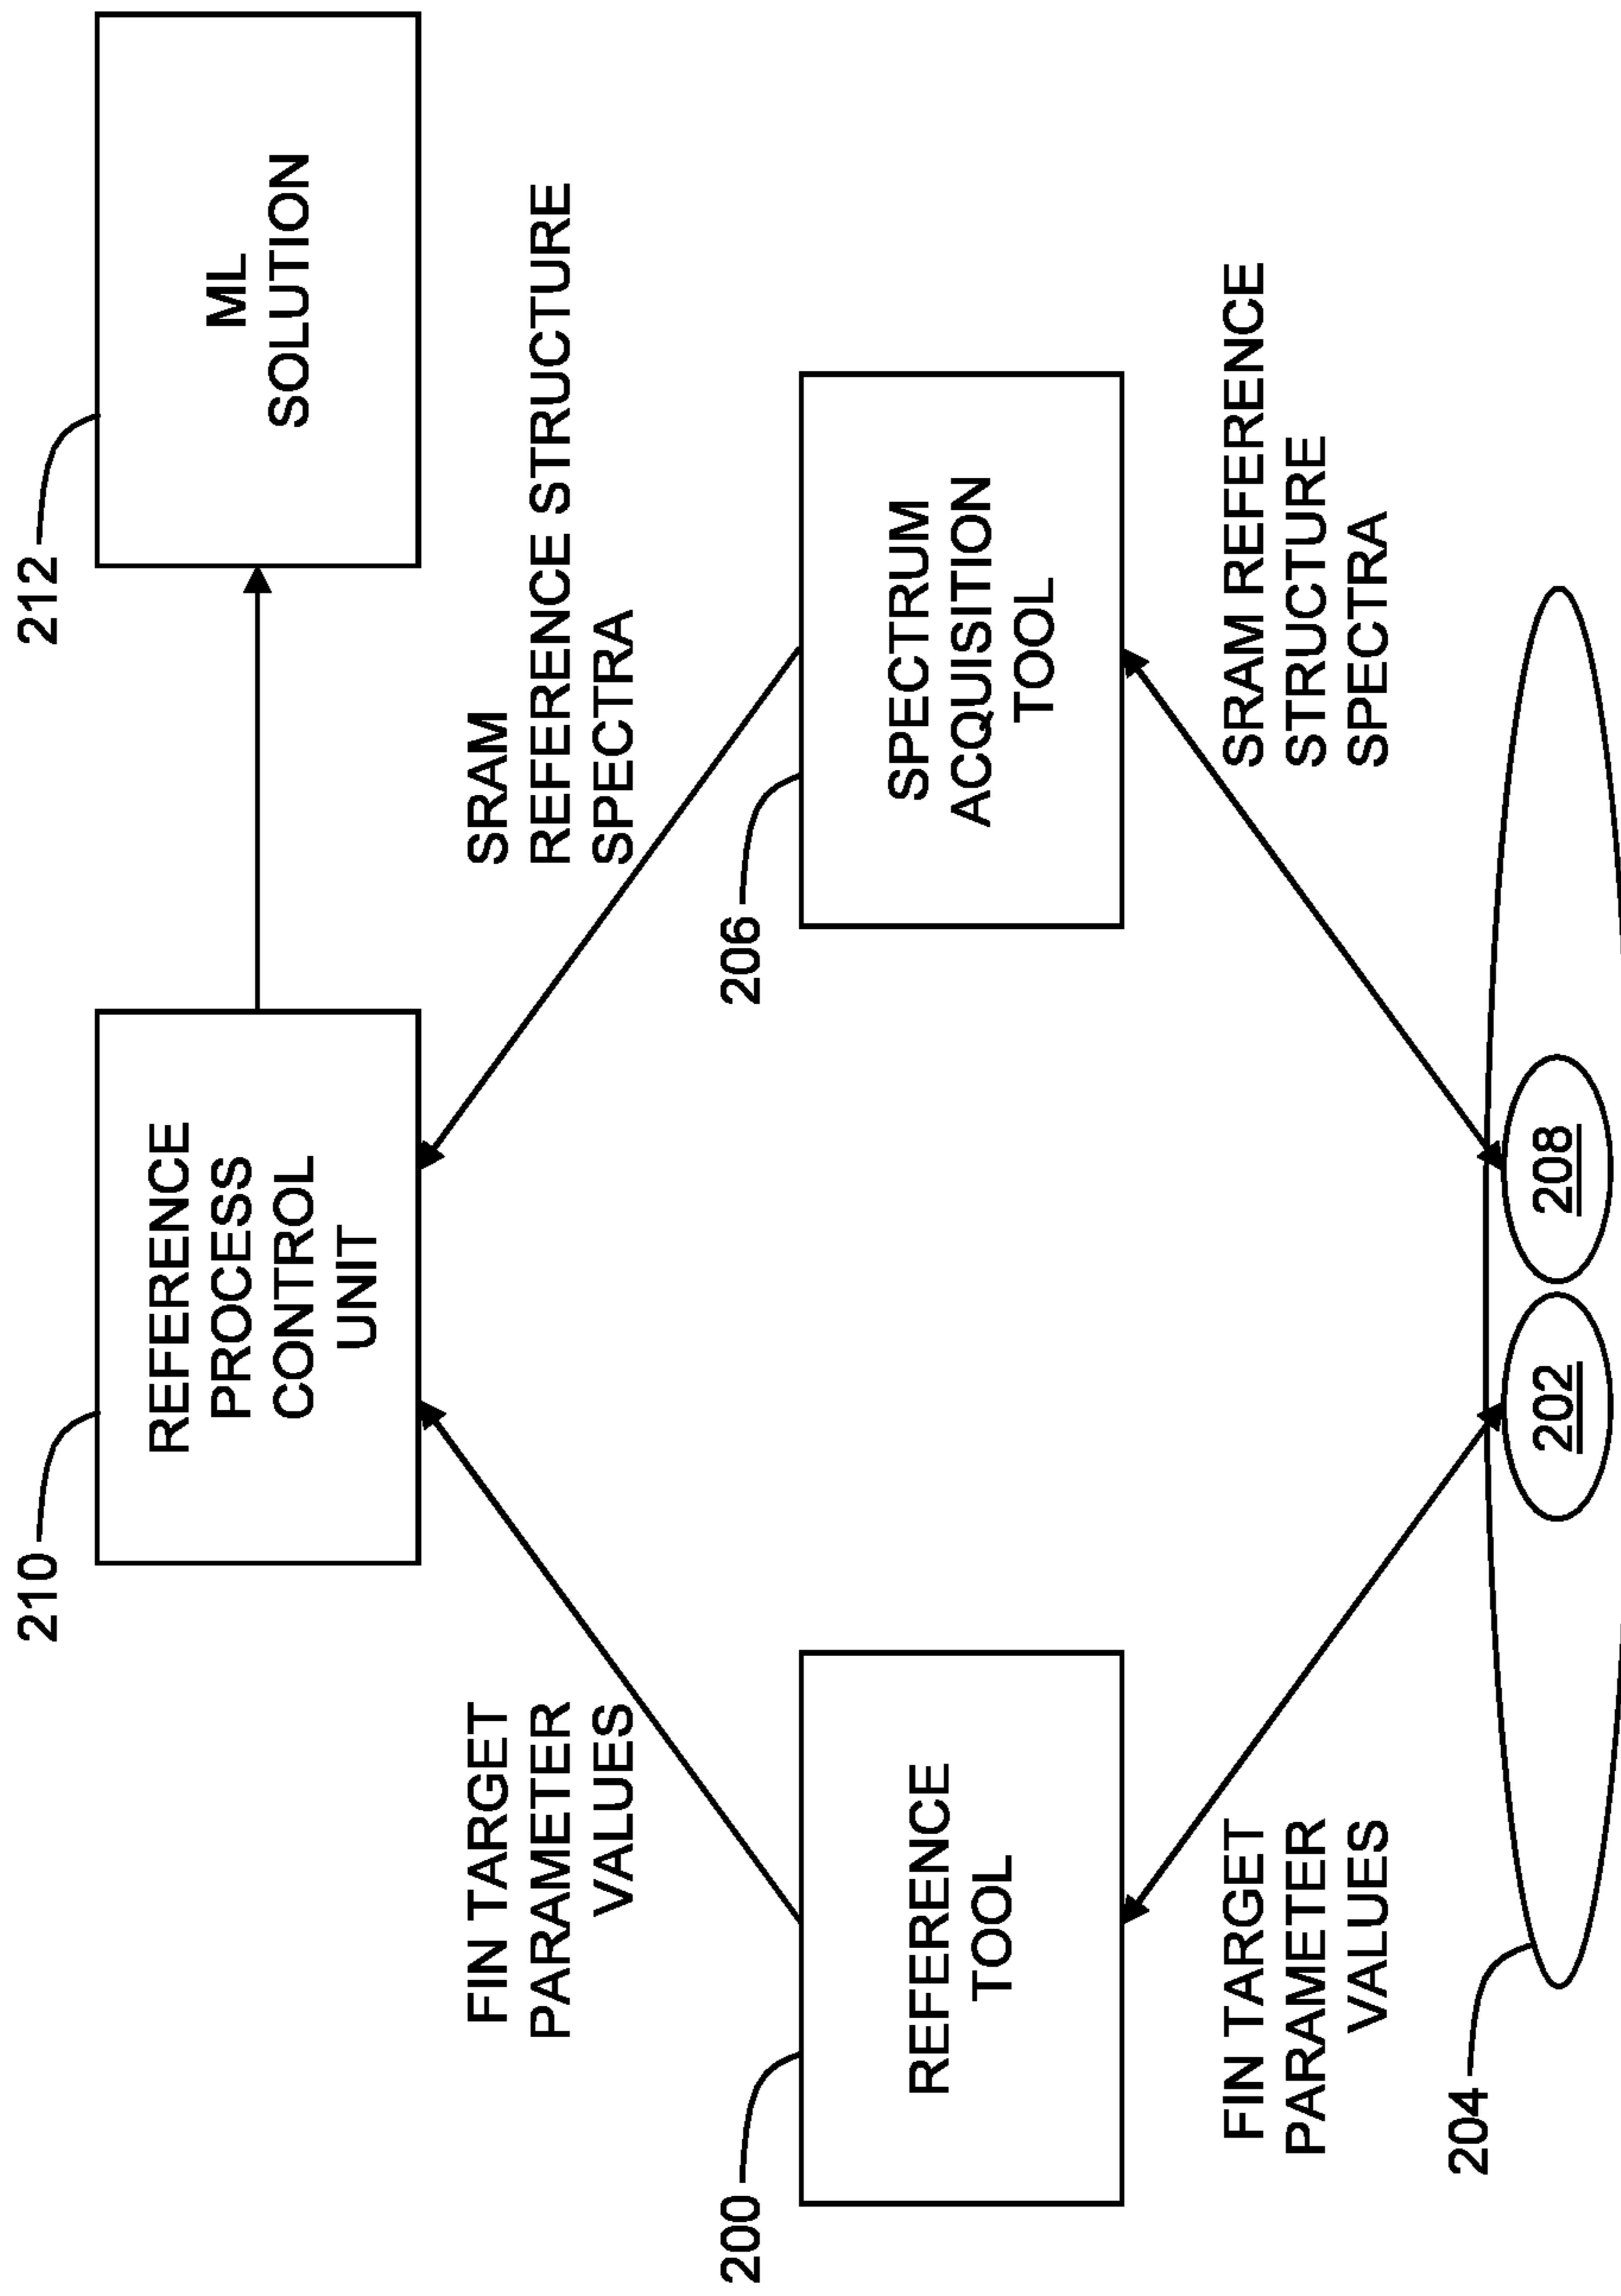 210
REFERENCE
PROCESS
CONTROL
UNIT
212
ML
SOLUTION
FIN TARGET
PARAMETER
VALUES
SRAM
REFERENCE STRUCTURE
SPECTRA
200
REFERENCE
TOOL
206
SPECTRUM
ACQUISITION
TOOL
FIN TARGET
PARAMETER
VALUES
SRAM REFERENCE
STRUCTURE
SPECTRA
204
202
208